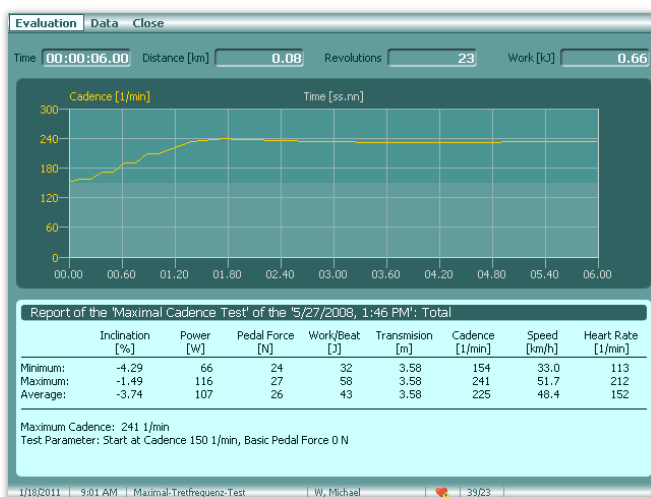 Evaluation Data Close
Time 00:00:06.00 Distance [km] 0.08 Revolutions 23 Work [kJ] 0.66
Cadence [1/min] Time [ss.nn]
300
240
180
120
60
0
00.00 00.60 01.20 01.80 02.40 03.00 03.60 04.20 04.80 05.40 06.00
Report of the 'Maximal Cadence Test' of the '5/27/2008, 1:46 PM': Total
Inclination Power Pedal Force Work/Beat Transmision Cadence Speed Heart Rate
[%] [W] [N] [J] [m] [1/min] [km/h] [1/min]
Minimum: -4.29 66 24 32 3.58 154 33.0 113
Maximum: -1.49 116 27 58 3.58 241 51.7 212
Average: -3.74 107 26 43 3.58 225 48.4 152
Maximum Cadence: 241 1/min
Test Parameter: Start at Cadence 150 1/min, Basic Pedal Force 0 N
1/18/2011 9:01 AM Maximal-Tretfrequenz-Test W, Michael 39/23